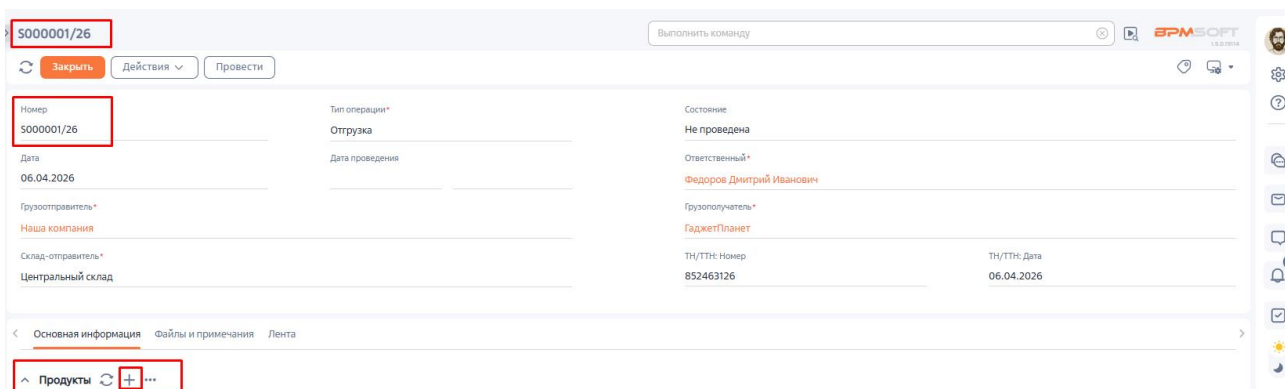 S000001/26
Выполнить команду
BPMSOFT
Закрыть Действия Провести
Номер Тип операции* Состояние
S000001/26 Отгрузка Не проведена
Дата Дата проведения Ответственный*
06.04.2026 Федоров Дмитрий Иванович
Грузоотправитель* Грузополучатель*
Наша компания ГаджетПланет
Склад-отправитель* ТН/ТТН: Номер ТН/ТТН: Дата
Центральный склад 852463126 06.04.2026
Основная информация Файлы и примечания Лента
Продукты